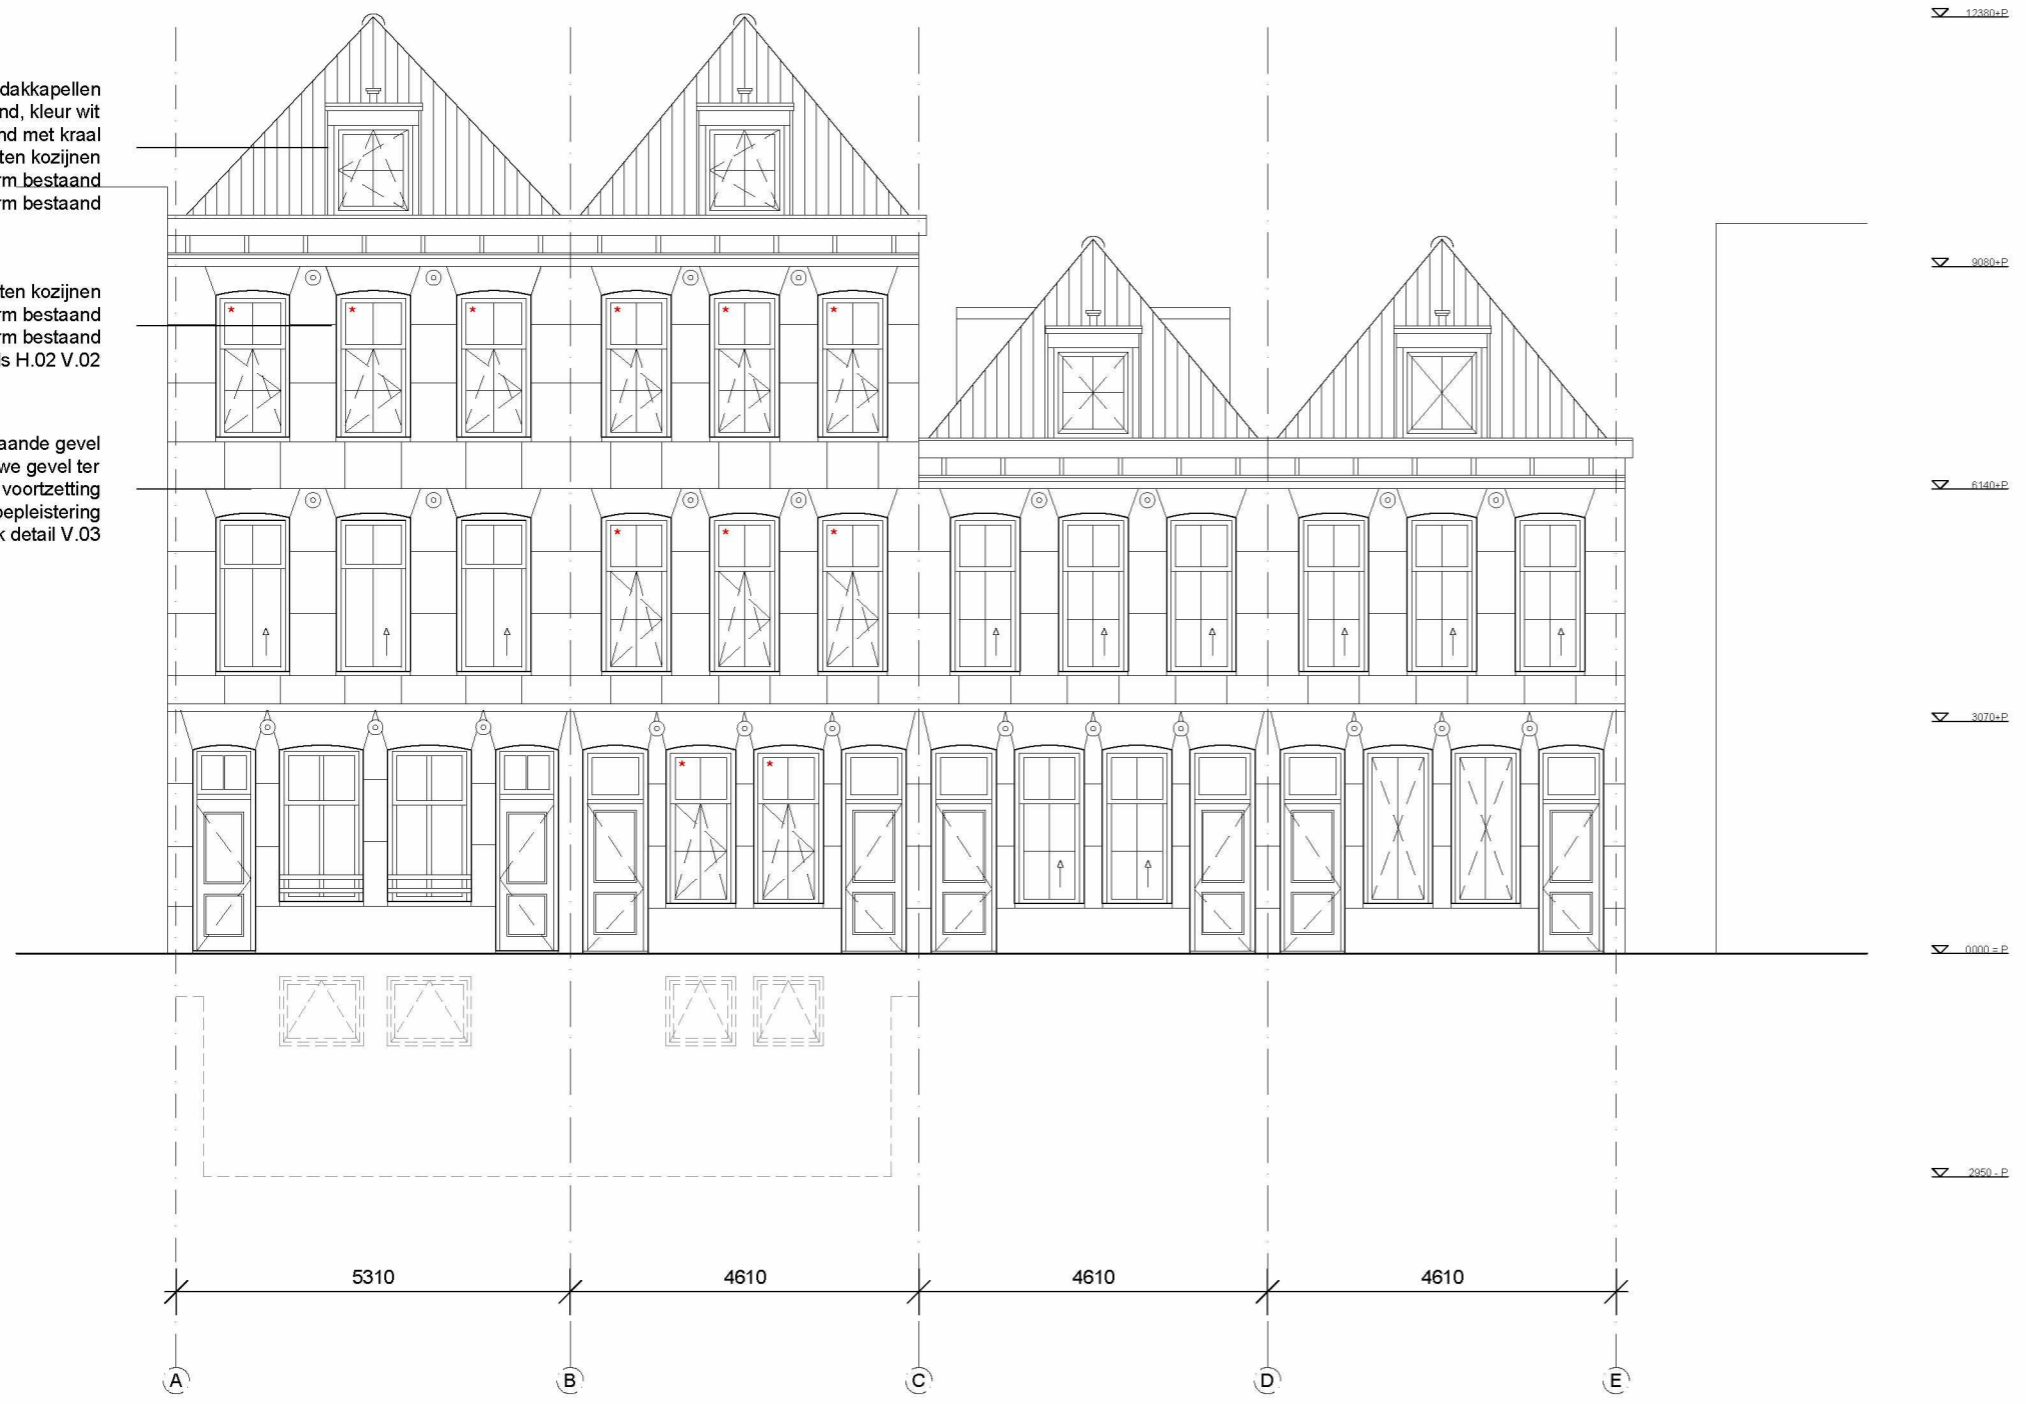 dakkapellen
nd, kleur wit
nd met kraal
ten kozijnen
rm bestaand
rm bestaand
ten kozijnen
rm bestaand
rm bestaand
ls H.02 V.02
aande gevel
we gevel ter
voortzetting
bepleistering
k detail V.03
12380+P
9080+P
6140+P
3070+P
0000 = P
2950 - P
* * * * * *
* * *
* *
5310 4610 4610 4610
A B C D E